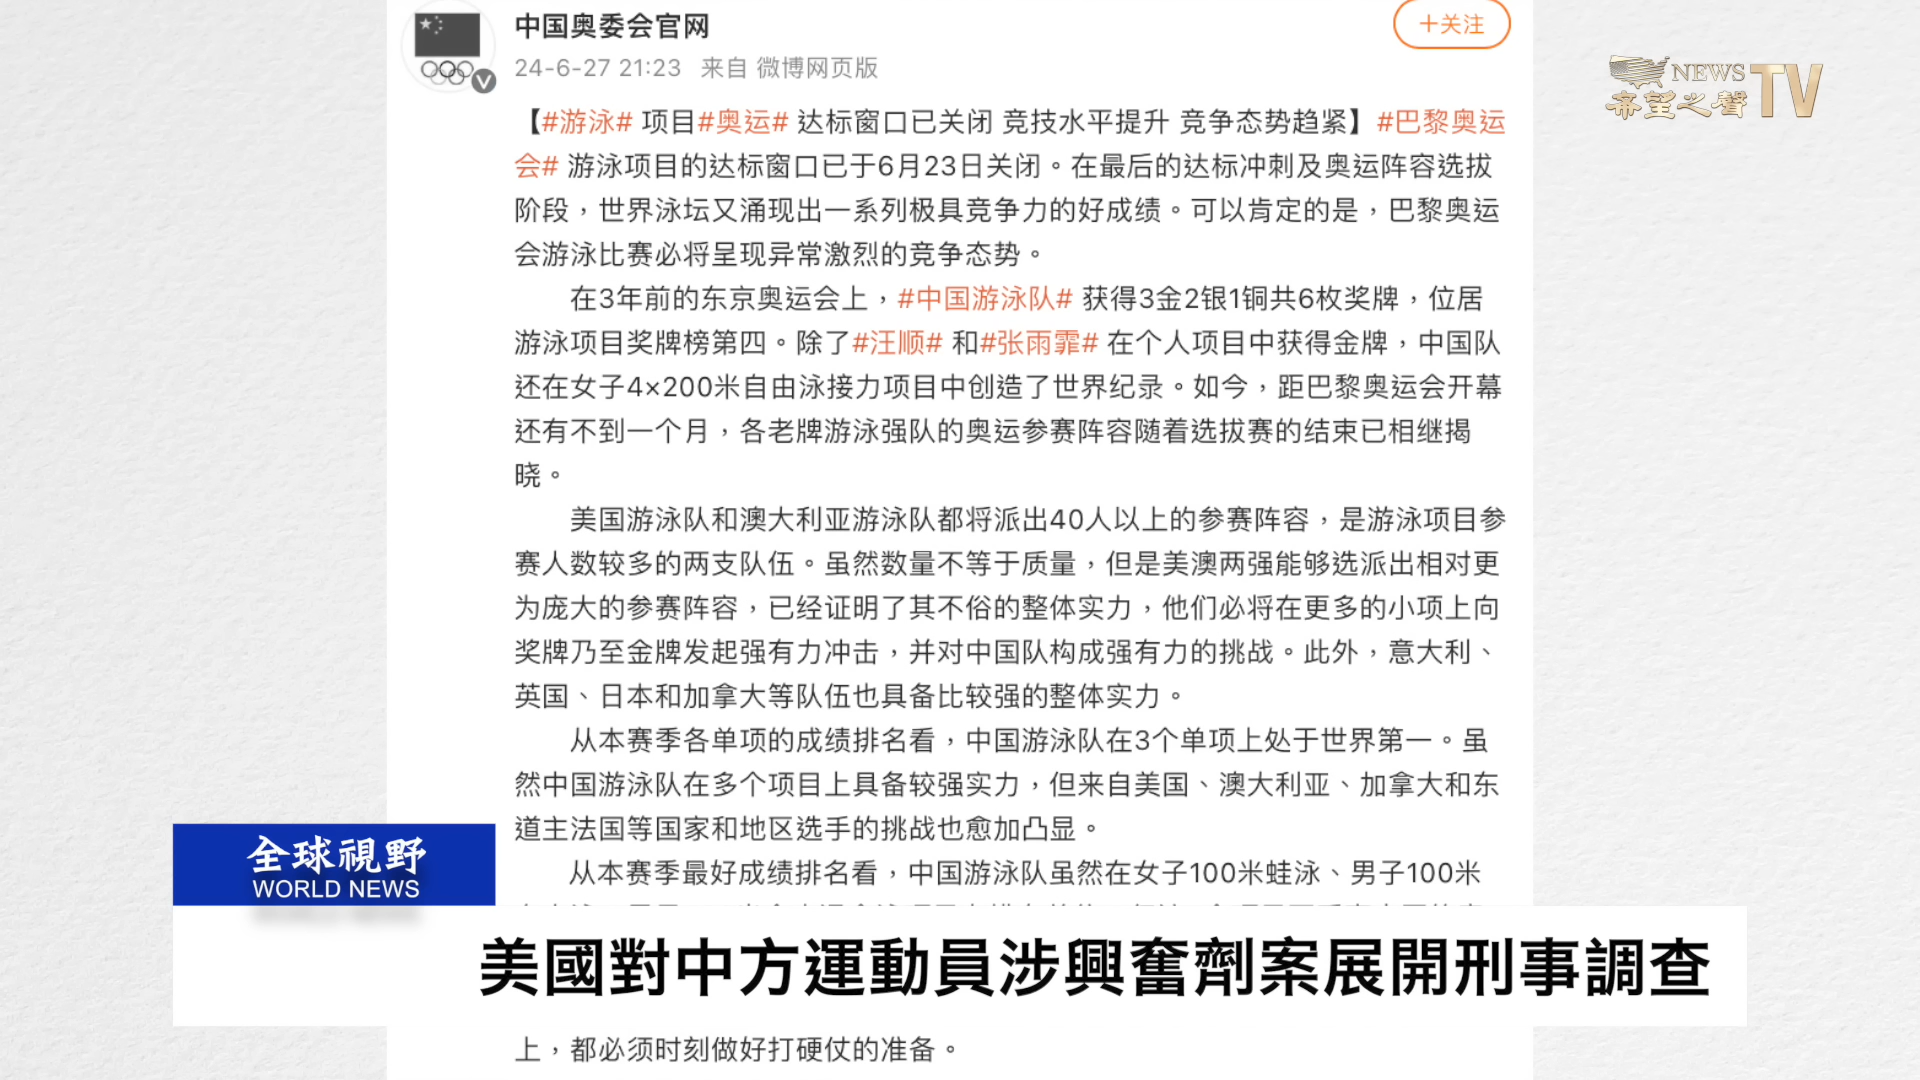 中国奥委会官网
+关注
24-6-27 21:23 来自 微博网页版
NEWS
希望之聲TV
【#游泳# 项目#奥运# 达标窗口已关闭 竞技水平提升 竞争态势趋紧】#巴黎奥运
会# 游泳项目的达标窗口已于6月23日关闭。在最后的达标冲刺及奥运阵容选拔
阶段，世界泳坛又涌现出一系列极具竞争力的好成绩。可以肯定的是，巴黎奥运
会游泳比赛必将呈现异常激烈的竞争态势。
在3年前的东京奥运会上，#中国游泳队# 获得3金2银1铜共6枚奖牌，位居
游泳项目奖牌榜第四。除了#汪顺# 和#张雨霏# 在个人项目中获得金牌，中国队
还在女子4×200米自由泳接力项目中创造了世界纪录。如今，距巴黎奥运会开幕
还有不到一个月，各老牌游泳强队的奥运参赛阵容随着选拔赛的结束已相继揭
晓。
美国游泳队和澳大利亚游泳队都将派出40人以上的参赛阵容，是游泳项目参
赛人数较多的两支队伍。虽然数量不等于质量，但是美澳两强能够选派出相对更
为庞大的参赛阵容，已经证明了其不俗的整体实力，他们必将在更多的小项上向
奖牌乃至金牌发起强有力冲击，并对中国队构成强有力的挑战。此外，意大利、
英国、日本和加拿大等队伍也具备比较强的整体实力。
从本赛季各单项的成绩排名看，中国游泳队在3个单项上处于世界第一。虽
然中国游泳队在多个项目上具备较强实力，但来自美国、澳大利亚、加拿大和东
道主法国等国家和地区选手的挑战也愈加凸显。
从本赛季最好成绩排名看，中国游泳队虽然在女子100米蛙泳、男子100米
全球視野
WORLD NEWS
美國對中方運動員涉興奮劑案展開刑事調查
上，都必须时刻做好打硬仗的准备。